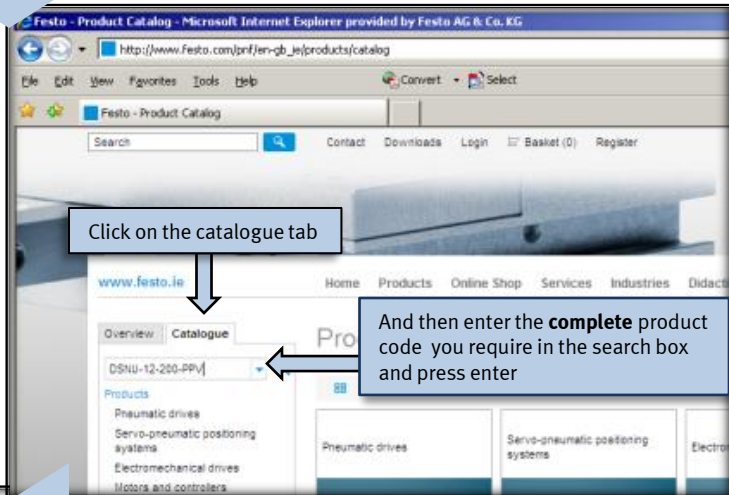 Festo - Product Catalog - Microsoft Internet Explorer provided by Festo AG & Co. KG
http://www.festo.com/pnf/en-gb_ie/products/catalog
File Edit View Favorites Tools Help Convert Select
Festo - Product Catalog
Search Contact Downloads Login Basket (0) Register
Click on the catalogue tab
www.festo.ie Home Products Online Shop Services Industries
Overview Catalogue
And then enter the complete product
code you require in the search box
and press enter
DSNU-12-200-PPV
Products
Pneumatic drives
Servo-pneumatic positioning
systems
Electromechanical drives
Motors and controllers
Pneumatic drives
Servo-pneumatic positioning
systems